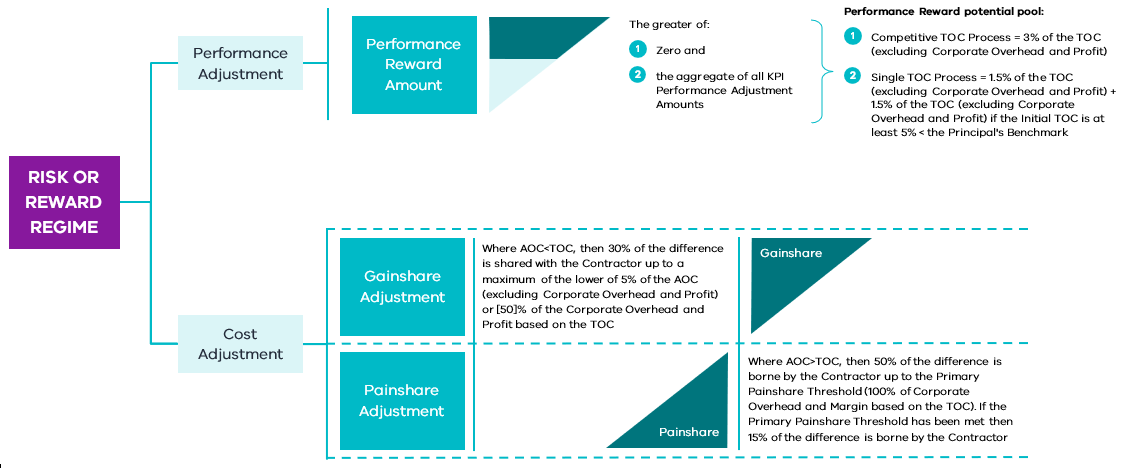 RISK OR
REWARD
REGIME
Performance
Adjustment
Performance
Reward
Amount
The greater of:
1 Zero and
2 the aggregate of all KPI
Performance Adjustment
Amounts
Performance Reward potential pool:
1 Competitive TOC Process = 3% of the TOC
(excluding Corporate Overhead and Profit)
2 Single TOC Process = 1.5% of the TOC
(excluding Corporate Overhead and Profit) +
1.5% of the TOC (excluding Corporate
Overhead and Profit) if the Initial TOC is at
least 5% < the Principal's Benchmark
Cost
Adjustment
Gainshare
Adjustment
Where AOC<TOC, then 30% of the difference
is shared with the Contractor up to a
maximum of the lower of 5% of the AOC
(excluding Corporate Overhead and Profit)
or [50]% of the Corporate Overhead and
Profit based on the TOC
Gainshare
Painshare
Adjustment
Painshare
Where AOC>TOC, then 50% of the difference is
borne by the Contractor up to the Primary
Painshare Threshold (100% of Corporate
Overhead and Margin based on the TOC). If the
Primary Painshare Threshold has been met then
15% of the difference is borne by the Contractor